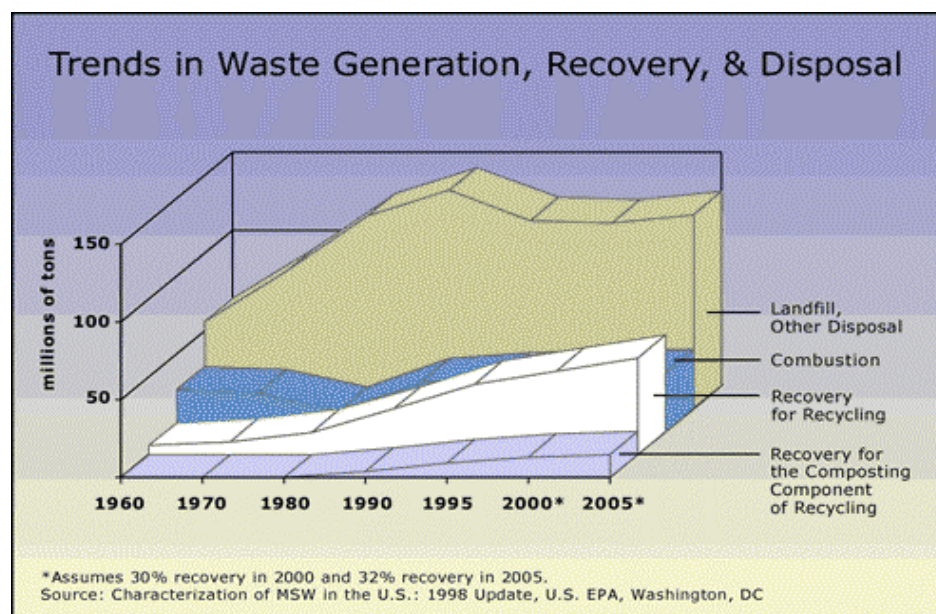 Trends in Waste Generation, Recovery, & Disposal
millions of tons
150
100
50
1960 1970 1980 1990 1995 2000* 2005*
Landfill,
Other Disposal
Combustion
Recovery
for Recycling
Recovery for
the Composting
Component
of Recycling
*Assumes 30% recovery in 2000 and 32% recovery in 2005.
Source: Characterization of MSW in the U.S.: 1998 Update, U.S. EPA, Washington, DC